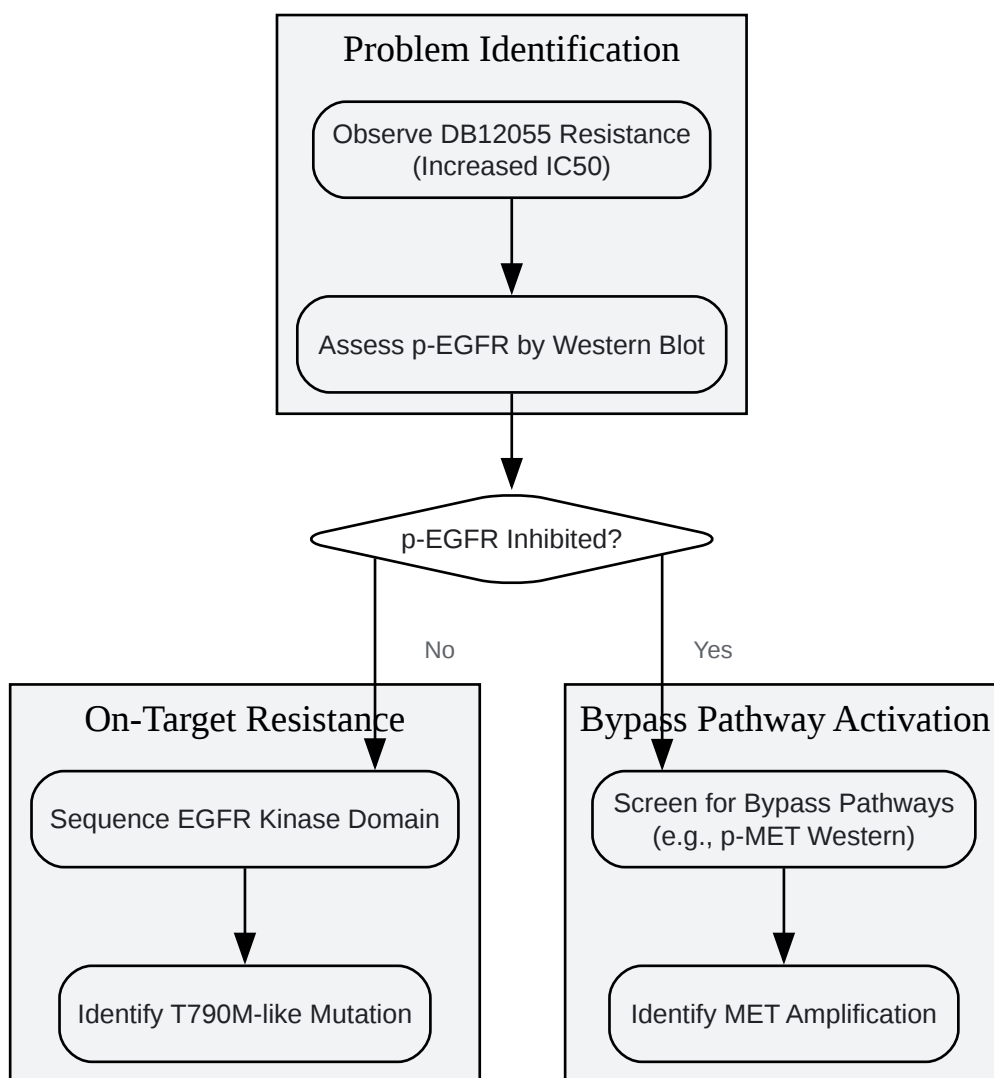 Problem Identification
Observe DB12055 Resistance
(Increased IC50)
Assess p-EGFR by Western Blot
p-EGFR Inhibited?
No
Yes
On-Target Resistance
Bypass Pathway Activation
Sequence EGFR Kinase Domain
Screen for Bypass Pathways
(e.g., p-MET Western)
Identify T790M-like Mutation
Identify MET Amplification